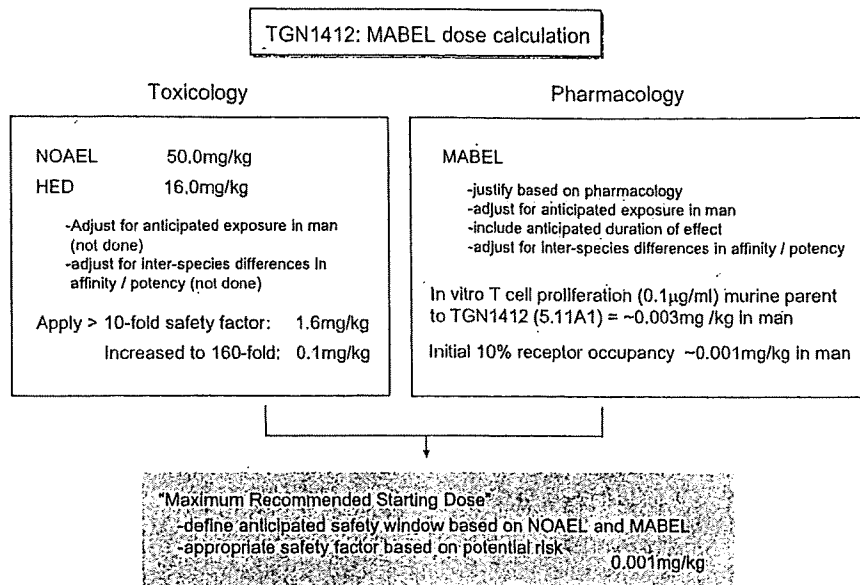 TGN1412: MABEL dose calculation
Toxicology
NOAEL 50.0mg/kg
HED 16.0mg/kg
-Adjust for anticipated exposure in man
(not done)
-adjust for inter-species differences in
affinity / potency (not done)
Apply > 10-fold safety factor: 1.6mg/kg
Increased to 160-fold: 0.1mg/kg
Pharmacology
MABEL
-justify based on pharmacology
-adjust for anticipated exposure in man
-include anticipated duration of effect
-adjust for inter-species differences in affinity / potency
In vitro T cell proliferation (0.1µg/ml) murine parent
to TGN1412 (5.11A1) = ~0.003mg /kg in man
Initial 10% receptor occupancy ~0.001mg/kg in man
"Maximum Recommended Starting Dose"
-define anticipated safety window based on NOAEL and MABEL
-appropriate safety factor based on potential risk
0.001mg/kg